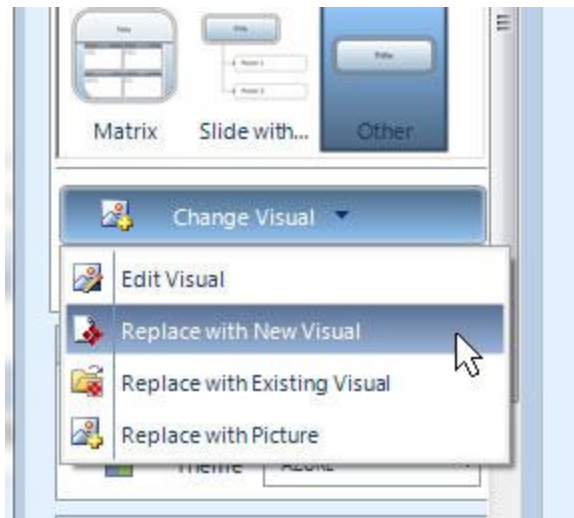 Matrix
Slide with...
Other
Change Visual
Edit Visual
Replace with New Visual
Replace with Existing Visual
Replace with Picture
Theme